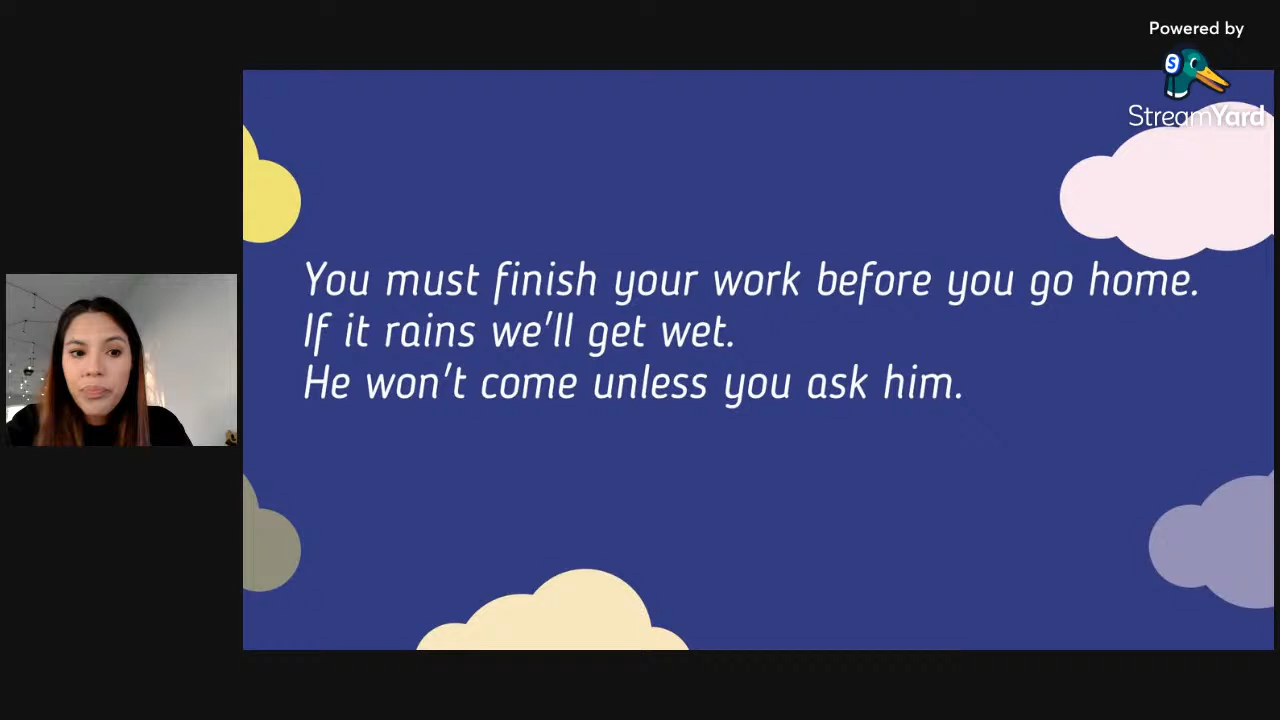 Powered by
StreamYard
You must finish your work before you go home.
If it rains we'll get wet.
He won't come unless you ask him.